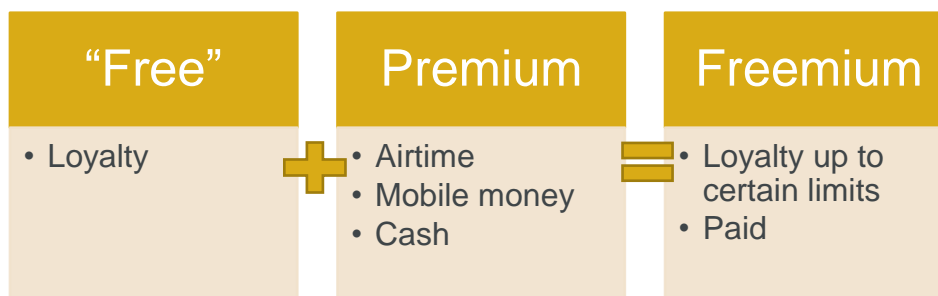 “Free”
• Loyalty
Premium
• Airtime
• Mobile money
• Cash
Freemium
• Loyalty up to
certain limits
• Paid